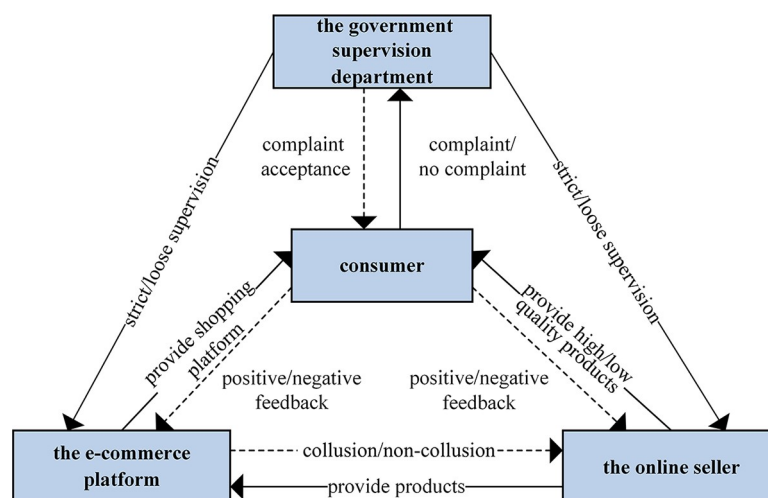 the government
supervision
department
complaint
acceptance
complaint/
no complaint
strict/loose supervision
strict/loose supervision
consumer
provide shopping
platform
provide high/low
quality products
positive/negative
feedback
positive/negative
feedback
the e-commerce
platform
collusion/non-collusion
provide products
the online seller